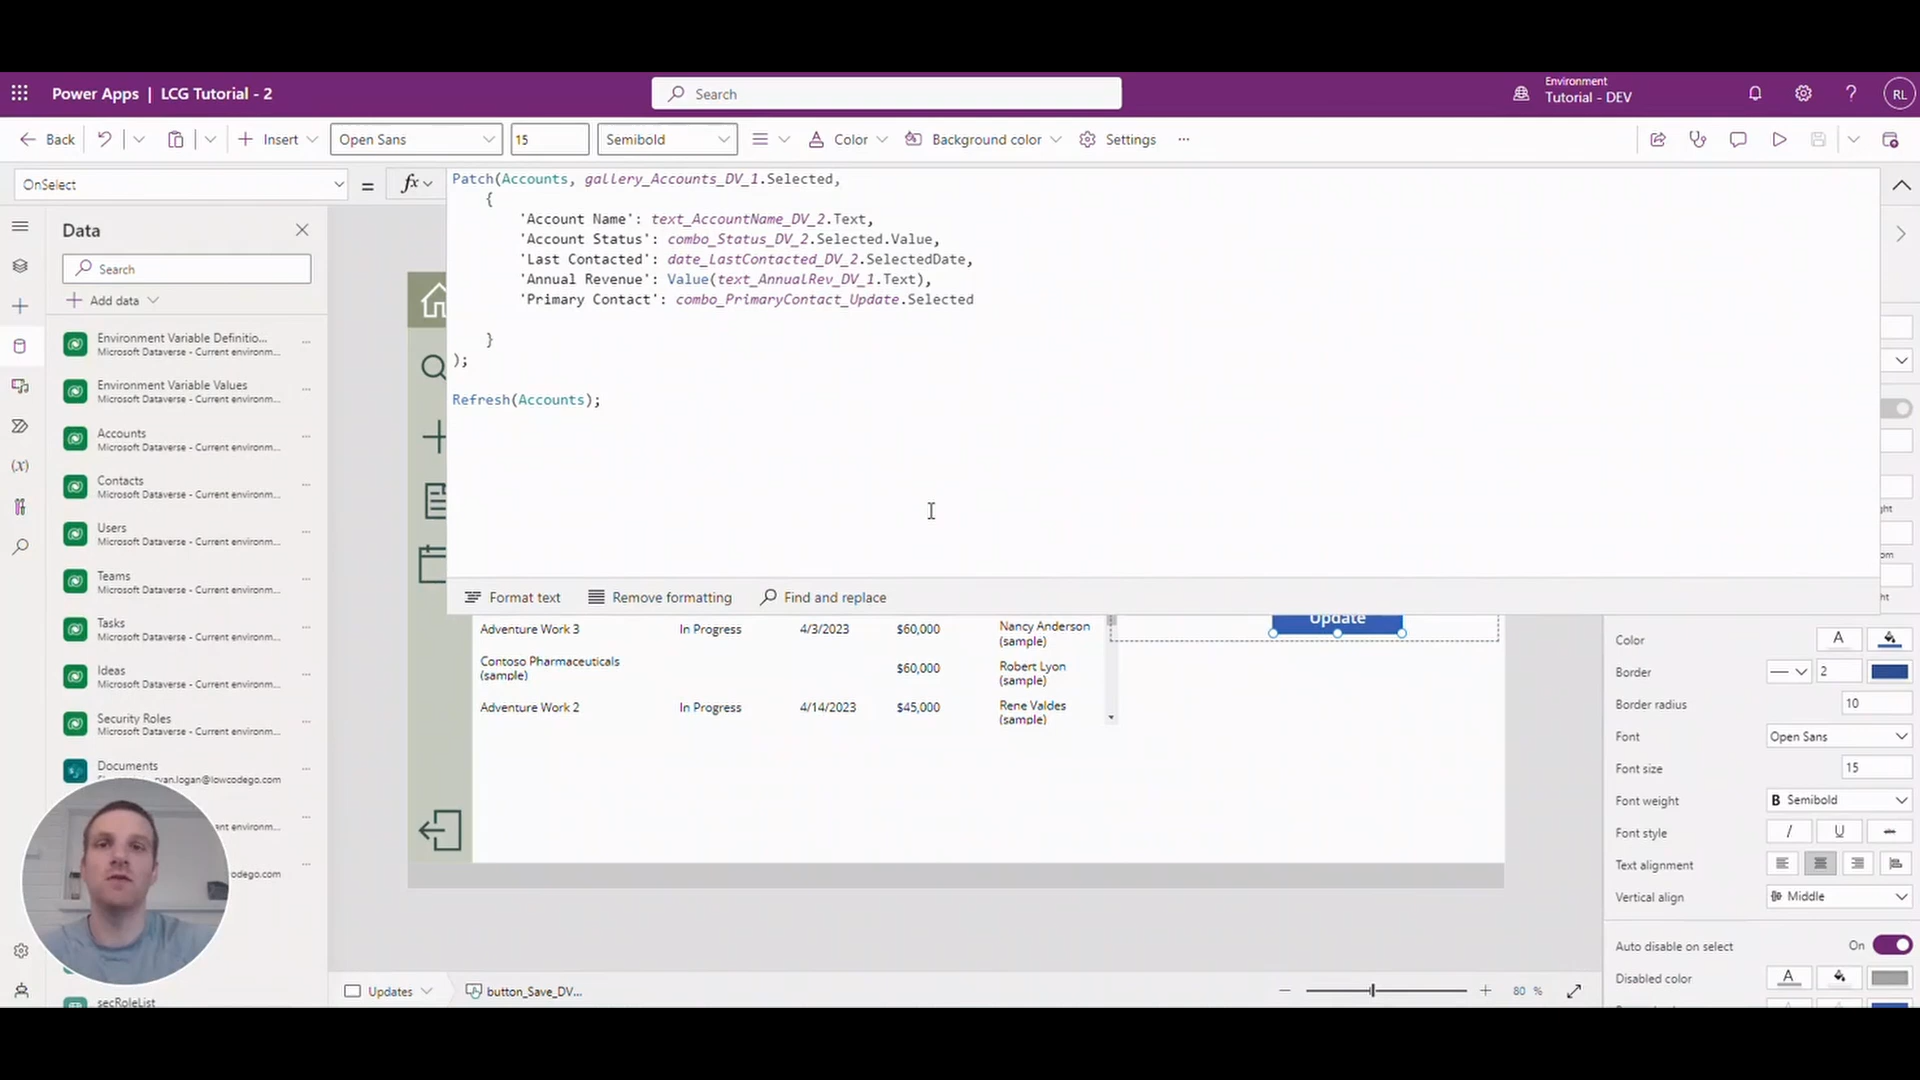 Power Apps | LCG Tutorial - 2
Search
Environment
Tutorial - DEV
RL
Back
Insert
Open Sans
15
Semibold
Color
Background color
Settings
OnSelect
=
fx
Patch(Accounts, gallery_Accounts_DV_1.Selected,
{
'Account Name': text_AccountName_DV_2.Text,
'Account Status': combo_Status_DV_2.Selected.Value,
'Last Contacted': date_LastContacted_DV_2.SelectedDate,
'Annual Revenue': Value(text_AnnualRev_DV_1.Text),
'Primary Contact': combo_PrimaryContact_Update.Selected
}
);
Refresh(Accounts);
Format text
Remove formatting
Find and replace
Data
Search
Add data
Environment Variable Definitio...
Microsoft Dataverse - Current environm...
Environment Variable Values
Microsoft Dataverse - Current environm...
Accounts
Microsoft Dataverse - Current environm...
Contacts
Microsoft Dataverse - Current environm...
Users
Microsoft Dataverse - Current environm...
Teams
Microsoft Dataverse - Current environm...
Tasks
Microsoft Dataverse - Current environm...
Ideas
Microsoft Dataverse - Current environm...
Security Roles
Microsoft Dataverse - Current environm...
Documents
ryan.logan@lowcodego.com
environm...
odego.com
secRoleList
Update
Adventure Work 3
In Progress
4/3/2023
$60,000
Nancy Anderson
(sample)
Contoso Pharmaceuticals
(sample)
$60,000
Robert Lyon
(sample)
Adventure Work 2
In Progress
4/14/2023
$45,000
Rene Valdes
(sample)
Color
A
Border
2
Border radius
10
Font
Open Sans
Font size
15
Font weight
B Semibold
Font style
/ U
Text alignment
Vertical align
Middle
Auto disable on select
On
Disabled color
A
Updates
button_Save_DV...
80 %